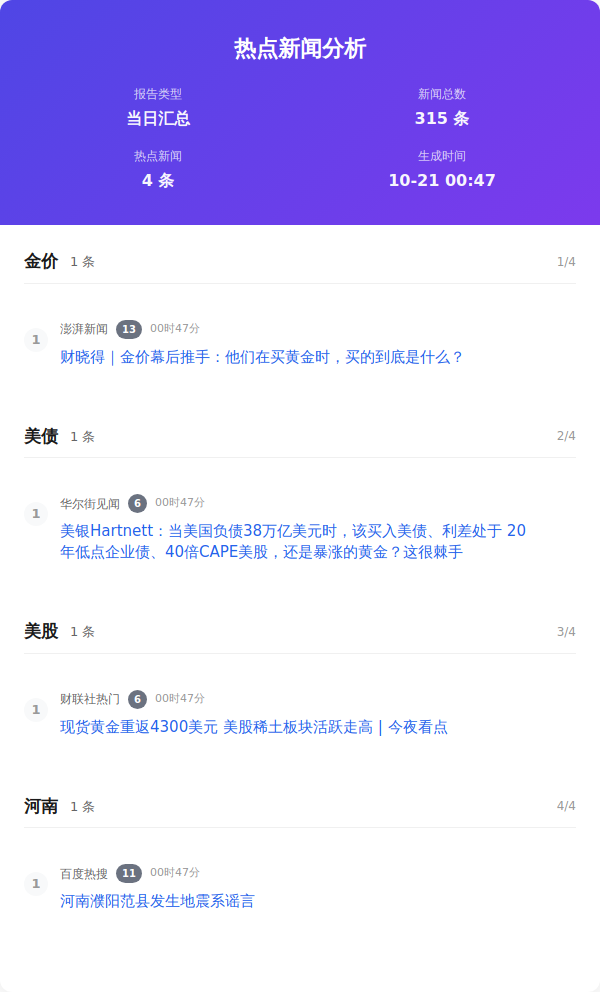 热点新闻分析
报告类型
新闻总数
当日汇总
315 条
热点新闻
生成时间
4 条
10-21 00:47
金价 1 条 1/4
澎湃新闻 13 00时47分
1
财晓得｜金价幕后推手：他们在买黄金时，买的到底是什么？
美债 1 条 2/4
华尔街见闻 6 00时47分
1
美银Hartnett：当美国负债38万亿美元时，该买入美债、利差处于 20
年低点企业债、40倍CAPE美股，还是暴涨的黄金？这很棘手
美股 1 条 3/4
财联社热门 6 00时47分
1
现货黄金重返4300美元 美股稀土板块活跃走高 | 今夜看点
河南 1 条 4/4
百度热搜 11 00时47分
1
河南濮阳范县发生地震系谣言